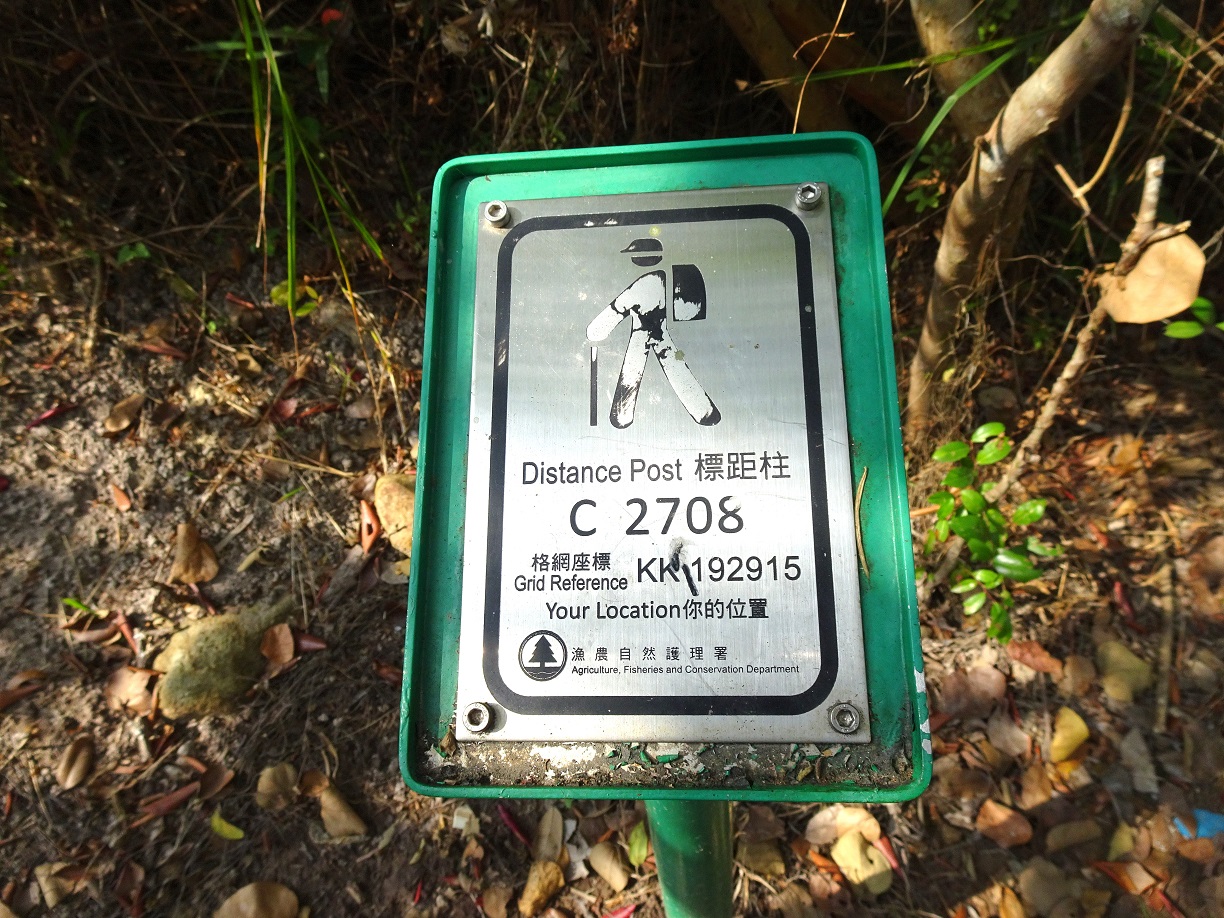 Distance Post 標距柱
C 2708
格網座標
Grid Reference KK 192915
Your Location你的位置
漁農自然護理署
Agriculture, Fisheries and Conservation Department